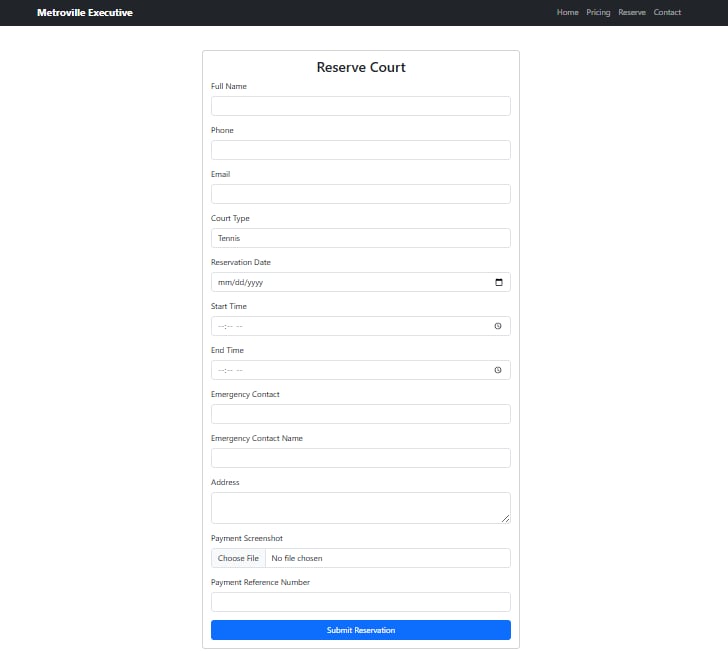 Metroville Executive
Home Pricing Reserve Contact
Reserve Court
Full Name
Phone
Email
Court Type
Tennis
Reservation Date
mm/dd/yyyy
Start Time
--:-- --
End Time
--:-- --
Emergency Contact
Emergency Contact Name
Address
Payment Screenshot
Choose File No file chosen
Payment Reference Number
Submit Reservation